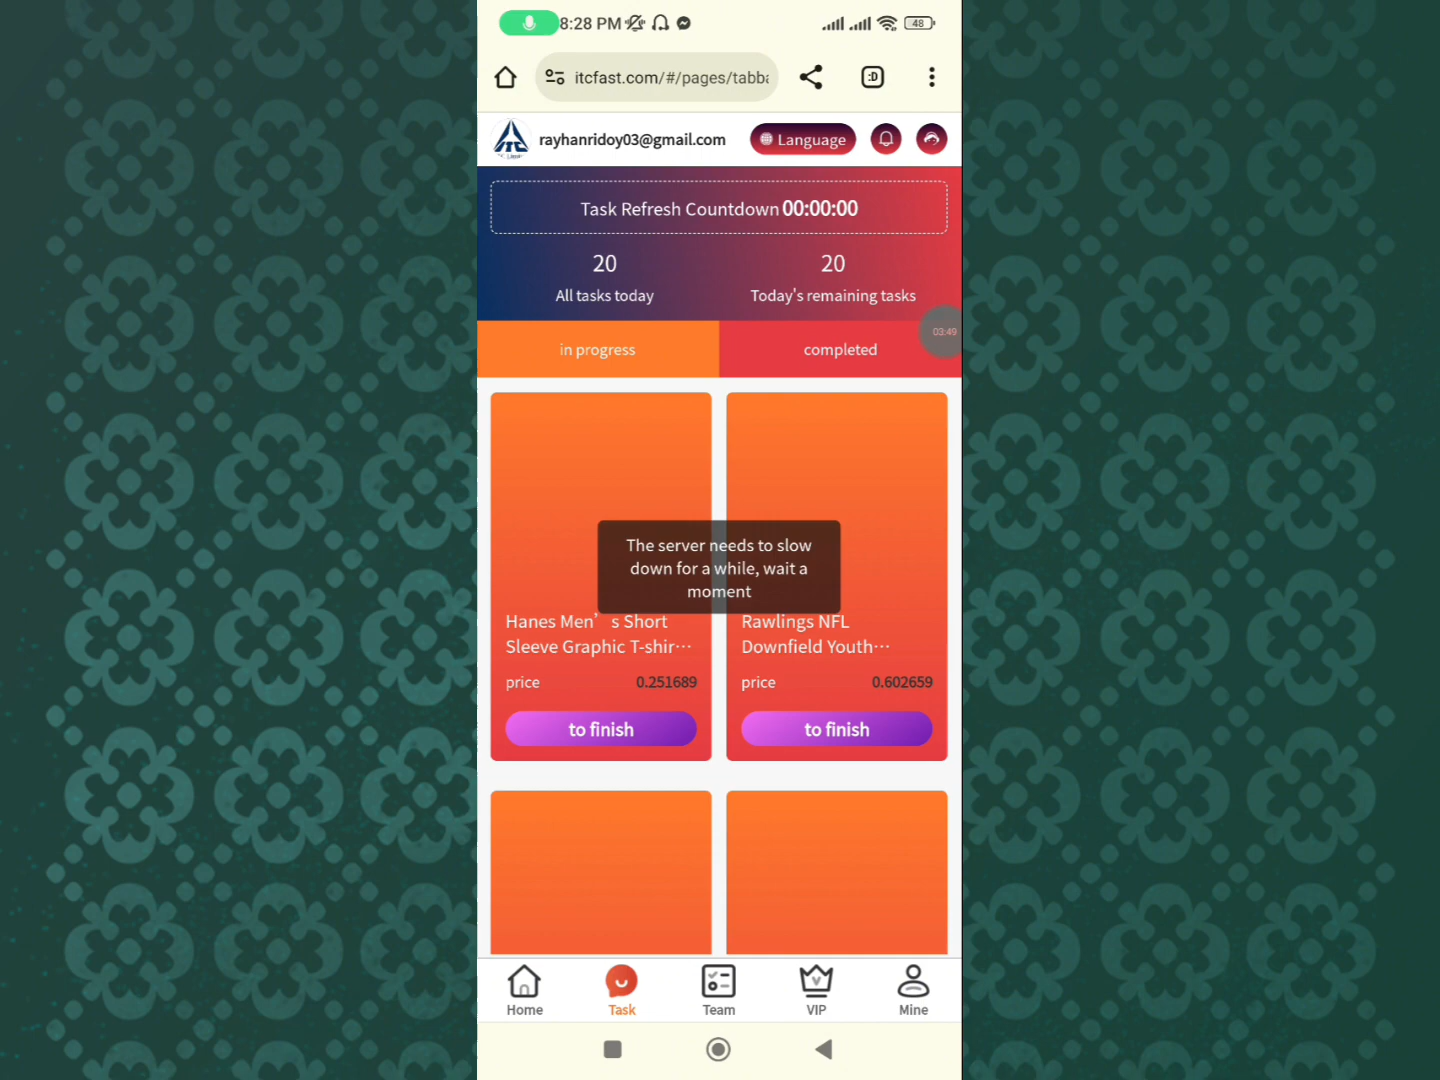 8:28 PM
48
itcfast.com/#/pages/tabba
:D
ITC
rayhanridoy03@gmail.com
Language
Task Refresh Countdown 00:00:00
20
20
All tasks today
Today's remaining tasks
03:49
in progress
completed
The server needs to slow
down for a while, wait a
moment
Hanes Men’s Short
Sleeve Graphic T-shir…
Rawlings NFL
Downfield Youth…
price
0.251689
price
0.602659
to finish
to finish
Home
Task
Team
VIP
Mine